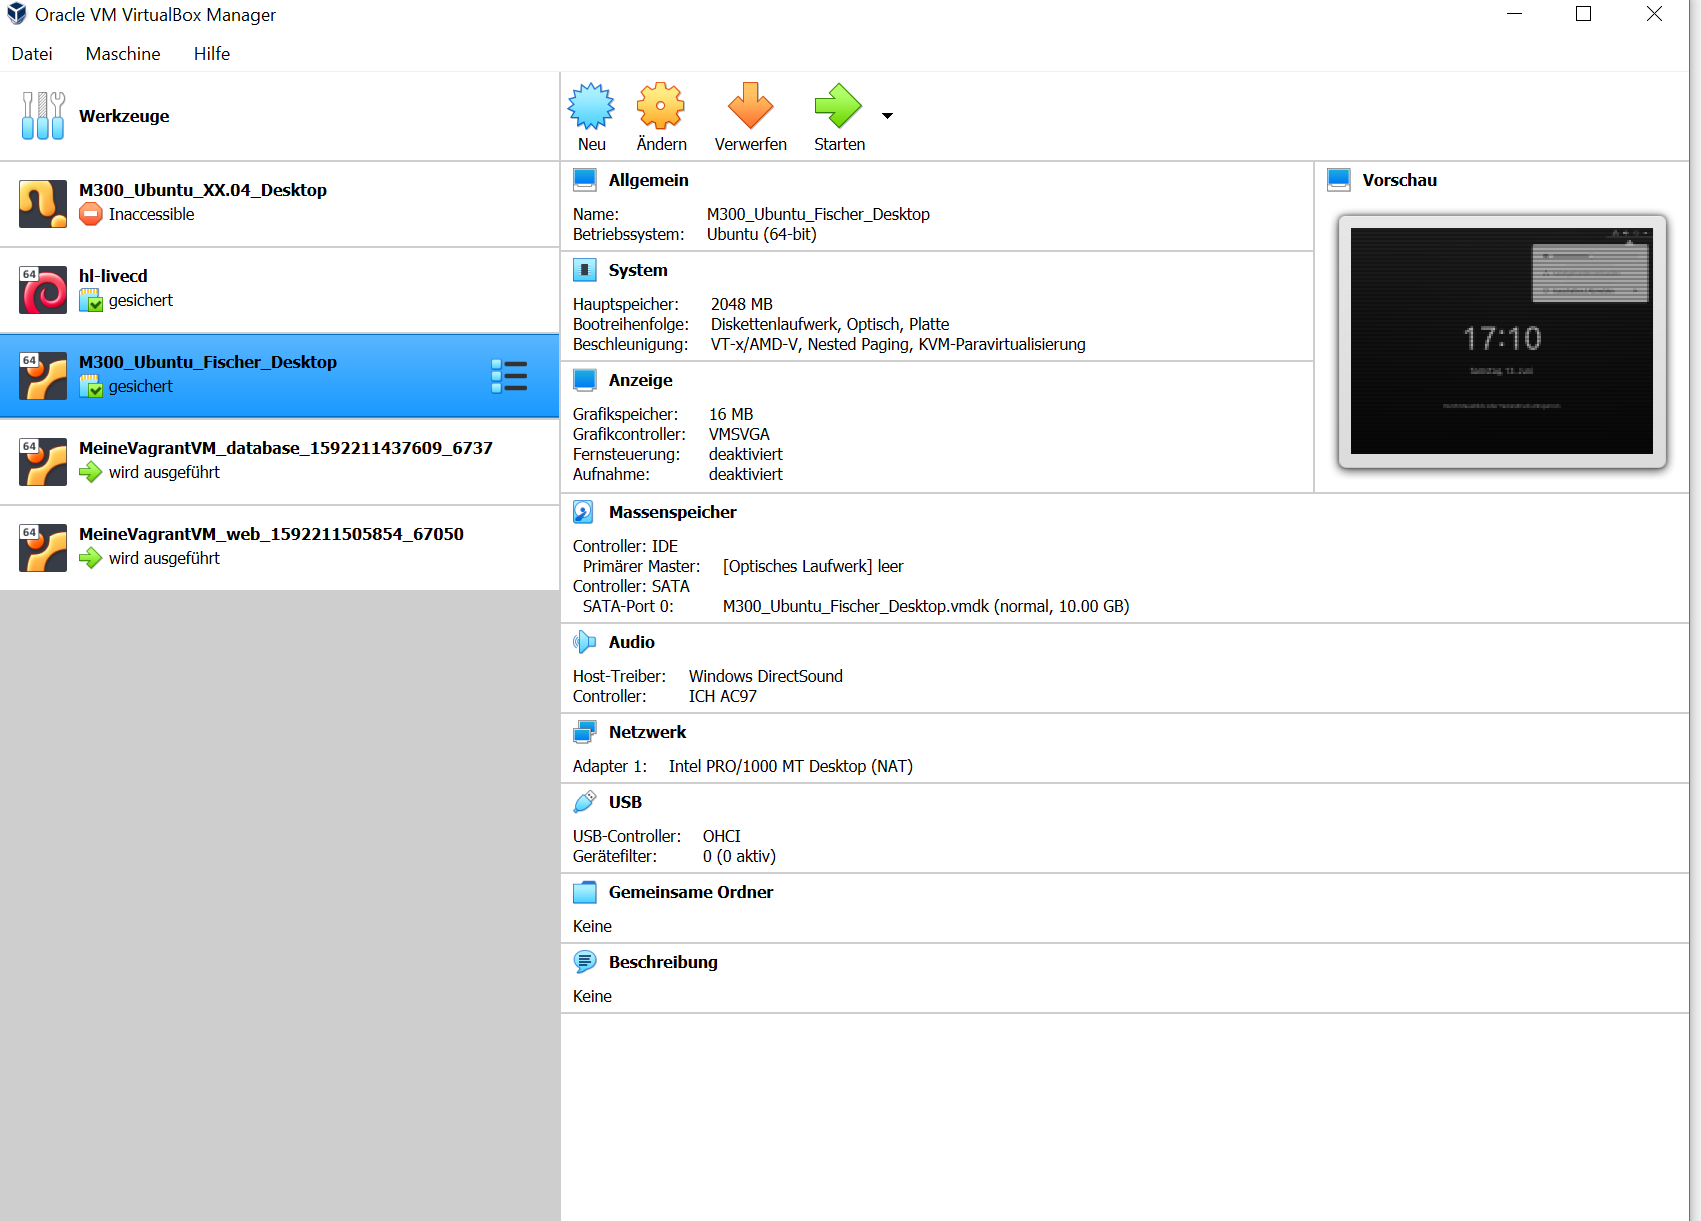 Oracle VM VirtualBox Manager
Datei Maschine Hilfe
Werkzeuge
Neu Ändern Verwerfen Starten
M300_Ubuntu_XX.04_Desktop
Inaccessible
64
hl-livecd
gesichert
64
M300_Ubuntu_Fischer_Desktop
gesichert
64
MeineVagrantVM_database_1592211437609_6737
wird ausgeführt
64
MeineVagrantVM_web_1592211505854_67050
wird ausgeführt
Allgemein
Name: M300_Ubuntu_Fischer_Desktop
Betriebssystem: Ubuntu (64-bit)
System
Hauptspeicher: 2048 MB
Bootreihenfolge: Diskettenlaufwerk, Optisch, Platte
Beschleunigung: VT-x/AMD-V, Nested Paging, KVM-Paravirtualisierung
Anzeige
Grafikspeicher: 16 MB
Grafikcontroller: VMSVGA
Fernsteuerung: deaktiviert
Aufnahme: deaktiviert
Vorschau
17:10
Samstag, 13. Juni
Massenspeicher
Controller: IDE
Primärer Master: [Optisches Laufwerk] leer
Controller: SATA
SATA-Port 0: M300_Ubuntu_Fischer_Desktop.vmdk (normal, 10.00 GB)
Audio
Host-Treiber: Windows DirectSound
Controller: ICH AC97
Netzwerk
Adapter 1: Intel PRO/1000 MT Desktop (NAT)
USB
USB-Controller: OHCI
Gerätefilter: 0 (0 aktiv)
Gemeinsame Ordner
Keine
Beschreibung
Keine